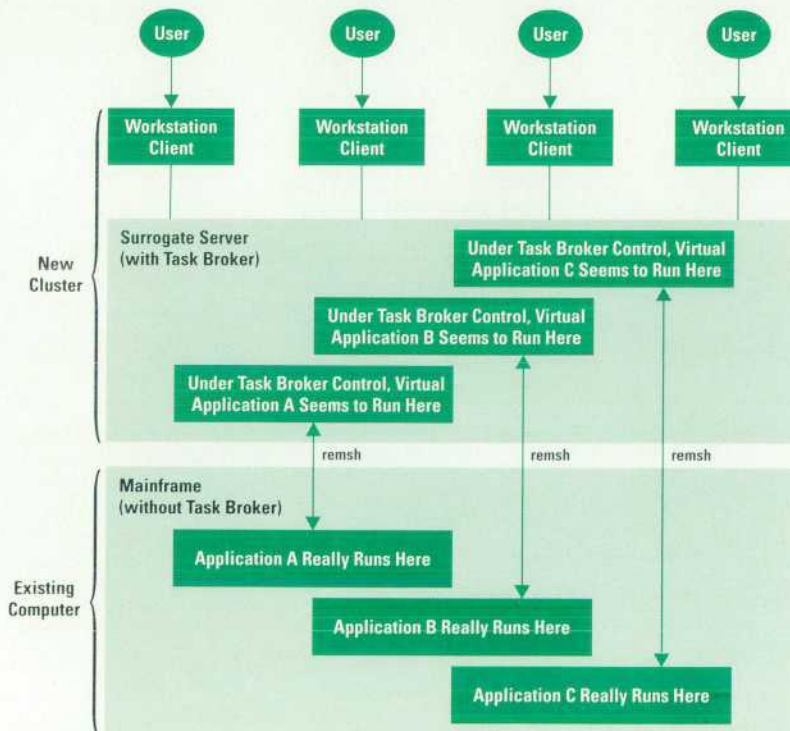 User
User
User
User
Workstation
Client
Workstation
Client
Workstation
Client
Workstation
Client
New
Cluster
Surrogate Server
(with Task Broker)
Under Task Broker Control, Virtual
Application C Seems to Run Here
Under Task Broker Control, Virtual
Application B Seems to Run Here
Under Task Broker Control, Virtual
Application A Seems to Run Here
remsh
remsh
remsh
Existing
Computer
Mainframe
(without Task Broker)
Application A Really Runs Here
Application B Really Runs Here
Application C Really Runs Here